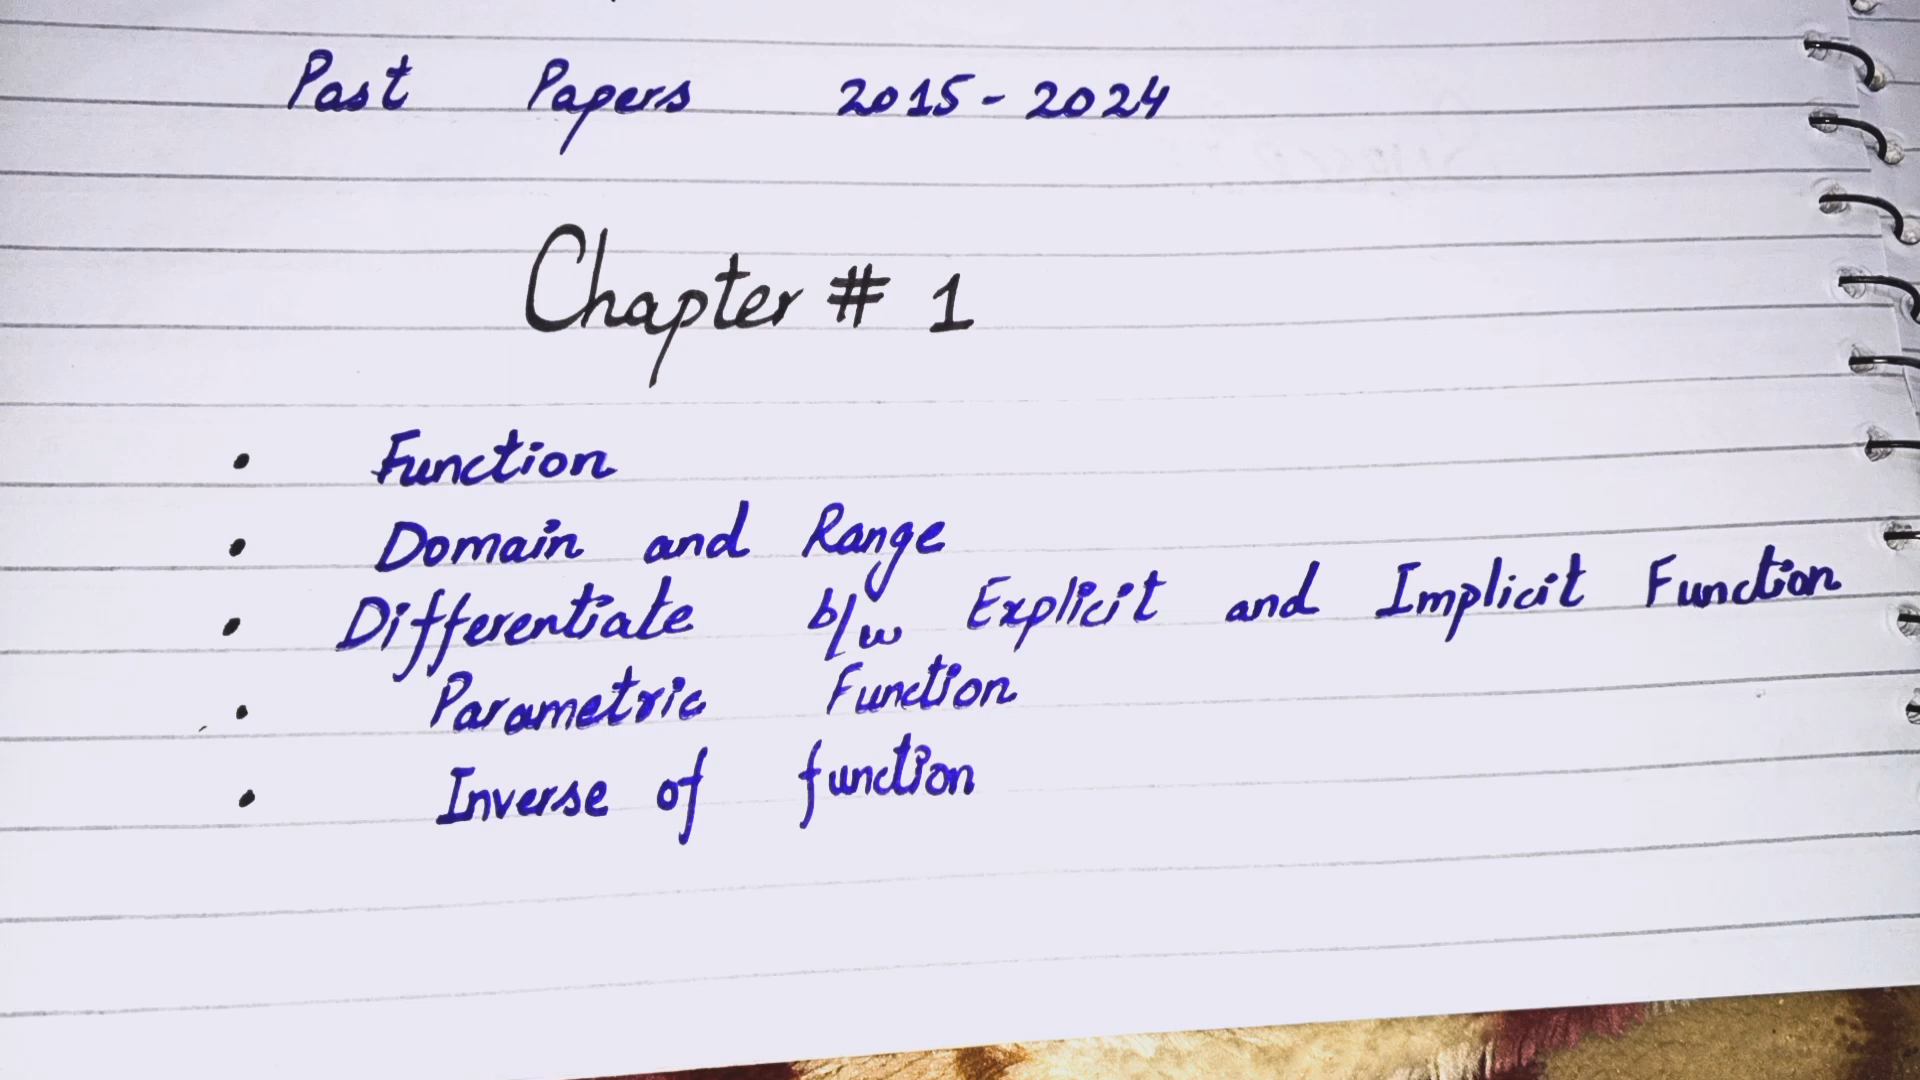 Past Papers 2015-2024
Chapter # 1
• Function
• Domain and Range
• Differentiate b/w Explicit and Implicit Function
• Parametric Function
• Inverse of function